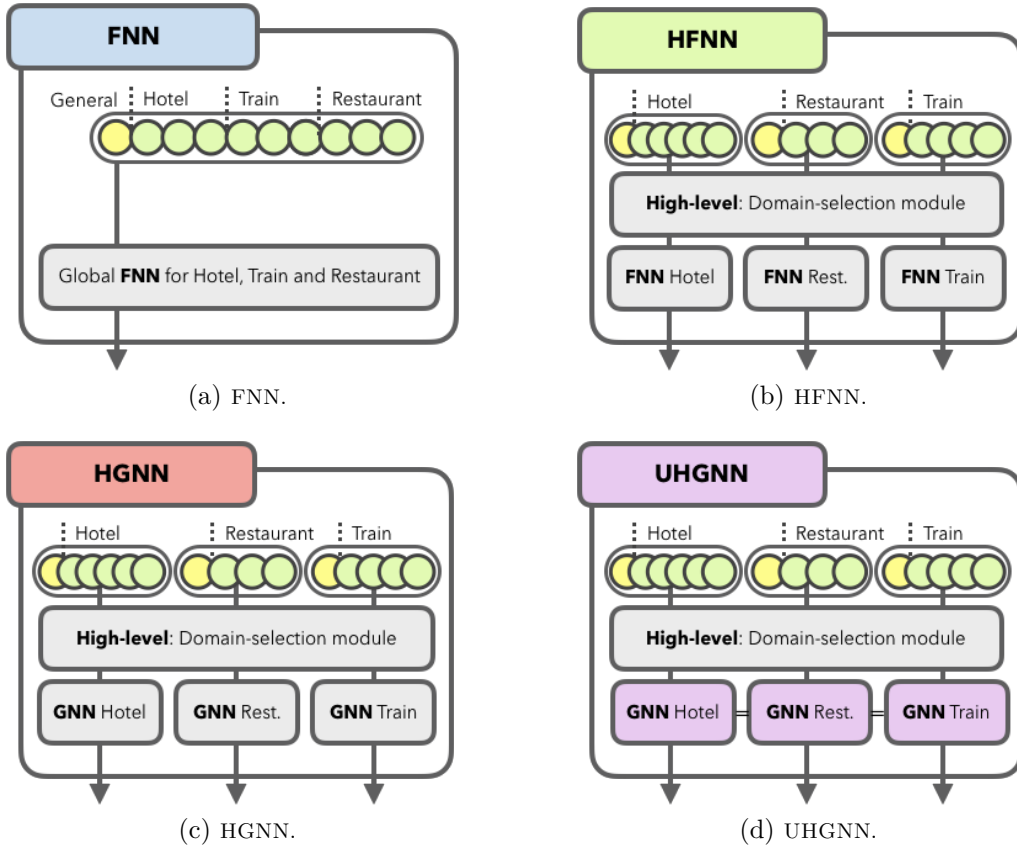 FNN
General Hotel Train Restaurant
Global FNN for Hotel, Train and Restaurant
(a) FNN.
HFNN
Hotel Restaurant Train
High-level: Domain-selection module
FNN Hotel FNN Rest. FNN Train
(b) HFNN.
HGNN
Hotel Restaurant Train
High-level: Domain-selection module
GNN Hotel GNN Rest. GNN Train
(c) HGNN.
UHGNN
Hotel Restaurant Train
High-level: Domain-selection module
GNN Hotel = GNN Rest. = GNN Train
(d) UHGNN.